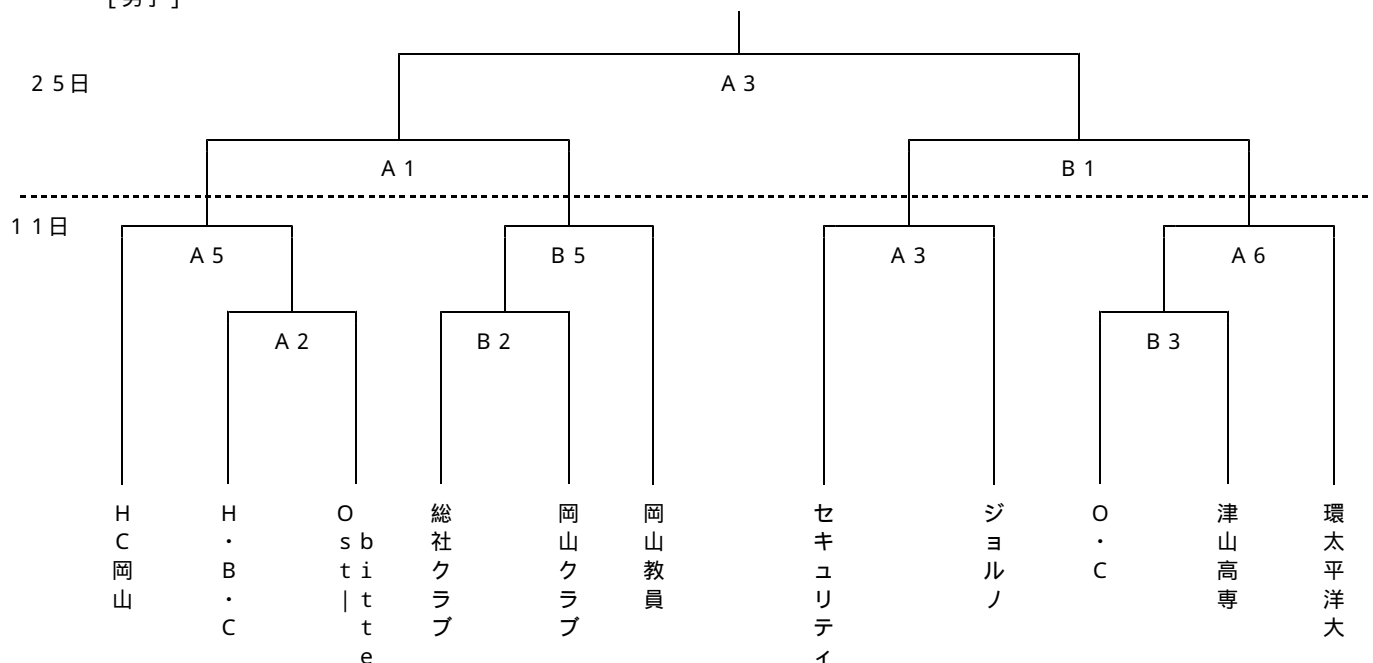 [男子]
25日
A3
A1
B1
11日
A5
B5
A3
A6
A2
B2
B3
HC岡山
H・B・C
Ost|
bitte
総社クラブ
岡山クラブ
岡山教員
セキュリティ
ジョルノ
O・C
津山高専
環太平洋大